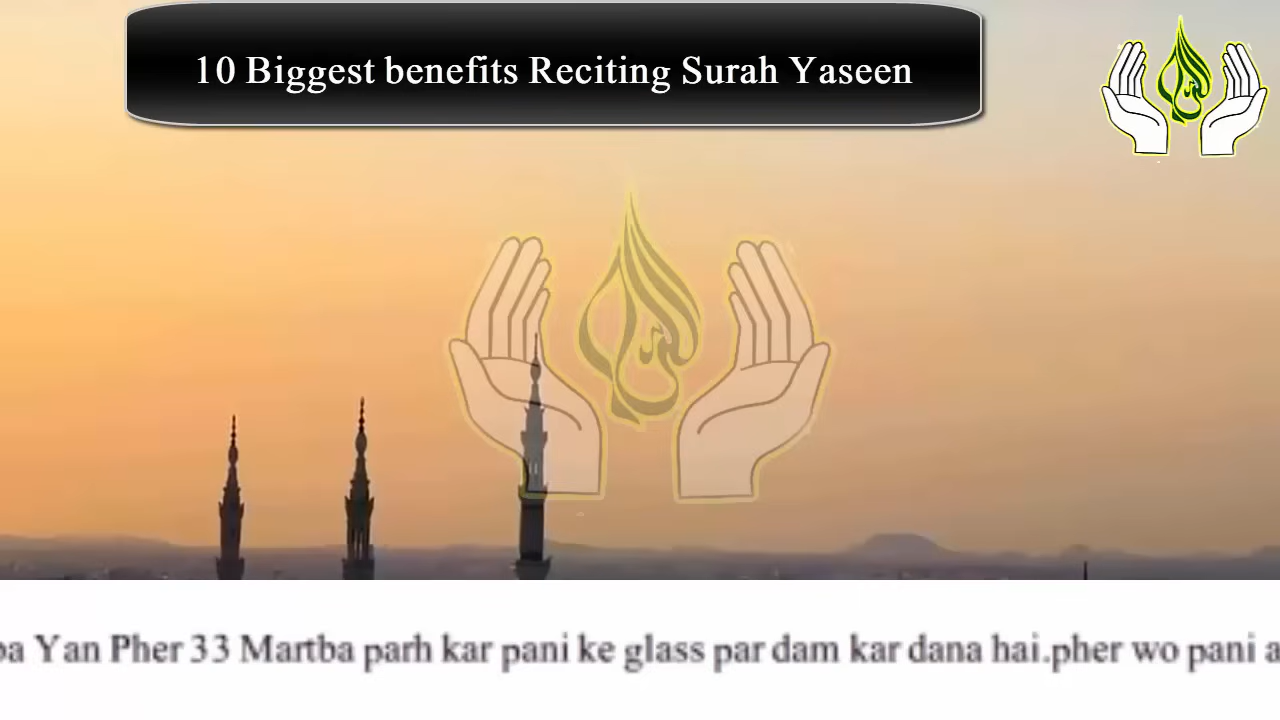 10 Biggest benefits Reciting Surah Yaseen
Yan Pher 33 Martba parh kar pani ke glass par dam kar dana hai.pher wo pani